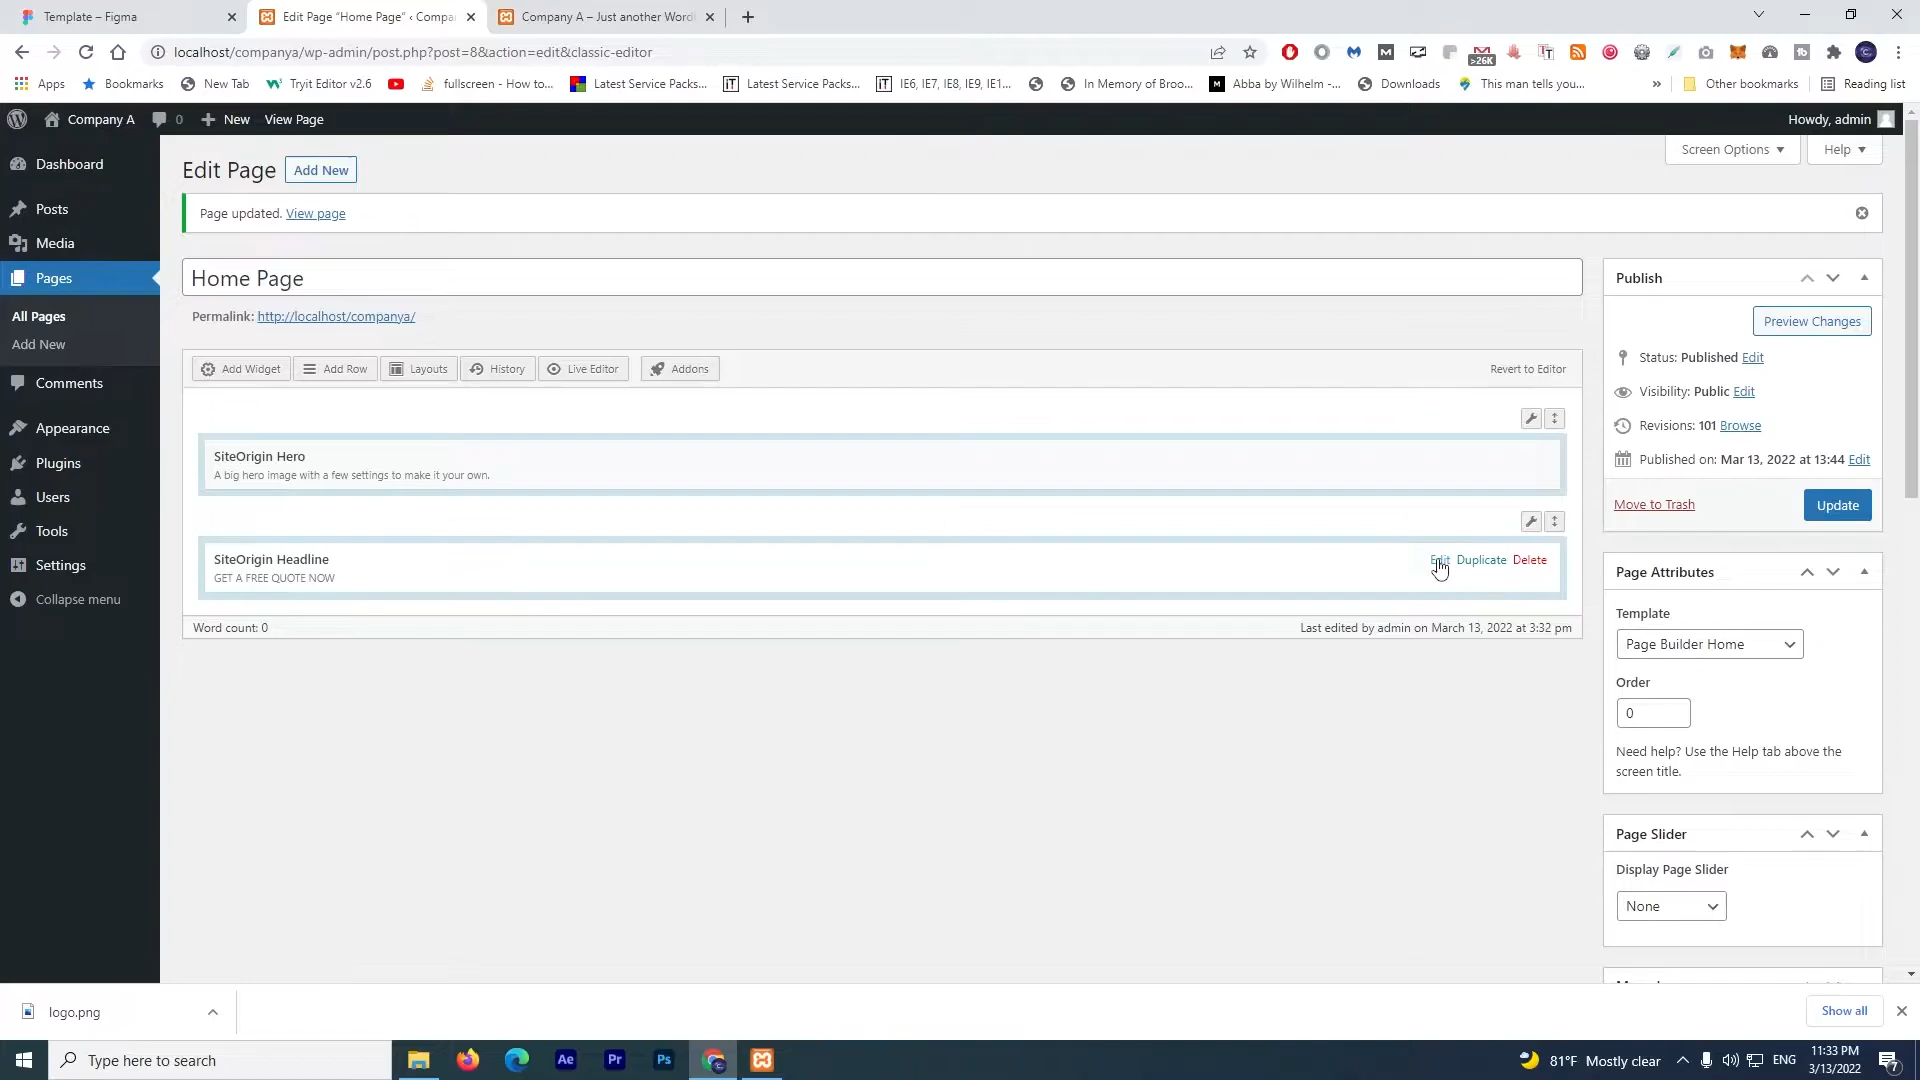 Template – Figma
Edit Page “Home Page” ‹ Compa
Company A – Just another Word
localhost/companya/wp-admin/post.php?post=8&action=edit&classic-editor
>26K
Apps
Bookmarks
New Tab
Tryit Editor v2.6
fullscreen - How to...
Latest Service Packs...
Latest Service Packs...
IE6, IE7, IE8, IE9, IE1...
In Memory of Broo...
Abba by Wilhelm -...
Downloads
This man tells you...
Other bookmarks
Reading list
Company A
0
New
View Page
Howdy, admin
Dashboard
Posts
Media
Pages
All Pages
Add New
Comments
Appearance
Plugins
Users
Tools
Settings
Collapse menu
Edit Page
Add New
Screen Options
Help
Page updated. View page
Home Page
Permalink: http://localhost/companya/
Add Widget
Add Row
Layouts
History
Live Editor
Addons
Revert to Editor
SiteOrigin Hero
A big hero image with a few settings to make it your own.
SiteOrigin Headline
GET A FREE QUOTE NOW
Edit Duplicate Delete
Word count: 0
Last edited by admin on March 13, 2022 at 3:32 pm
Publish
Preview Changes
Status: Published Edit
Visibility: Public Edit
Revisions: 101 Browse
Published on: Mar 13, 2022 at 13:44 Edit
Move to Trash
Update
Page Attributes
Template
Page Builder Home
Order
0
Need help? Use the Help tab above the
screen title.
Page Slider
Display Page Slider
None
logo.png
Show all
Type here to search
Ae
Pr
Ps
81°F Mostly clear
ENG
11:33 PM
3/13/2022
7